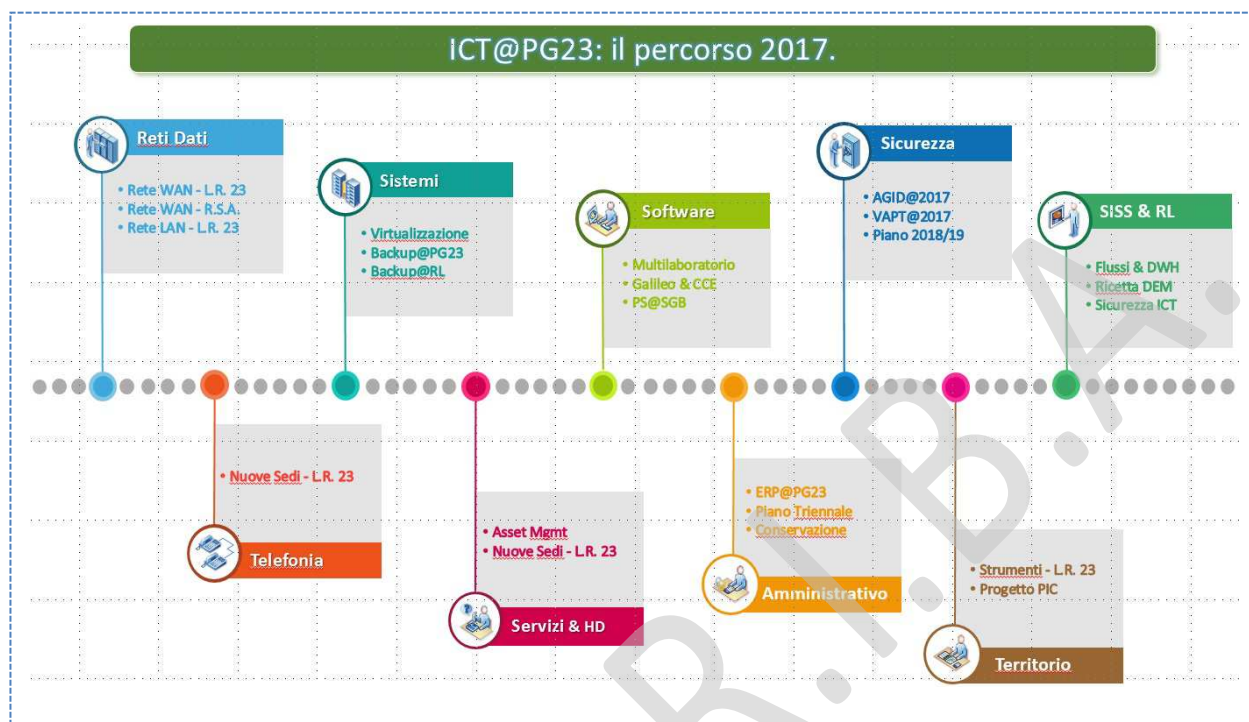 ICT@PG23: il percorso 2017.
Reti Dati
• Rete WAN - L.R. 23
• Rete WAN - R.S.A.
• Rete LAN - L.R. 23
Sistemi
• Virtualizzazione
• Backup@PG23
• Backup@RL
Software
• Multilaboratorio
• Galileo & CCE
• PS@SGB
Sicurezza
• AGID@2017
• VAPT@2017
• Piano 2018/19
SISS & RL
• Flussi & DWH
• Ricetta DEM
• Sicurezza ICT
• Nuove Sedi - L.R. 23
Telefonia
• Asset Mgmt
• Nuove Sedi - L.R. 23
Servizi & HD
• ERP@PG23
• Piano Triennale
• Conservazione
Amministrativo
• Strumenti - L.R. 23
• Progetto PIC
Territorio
R.I.B.A.